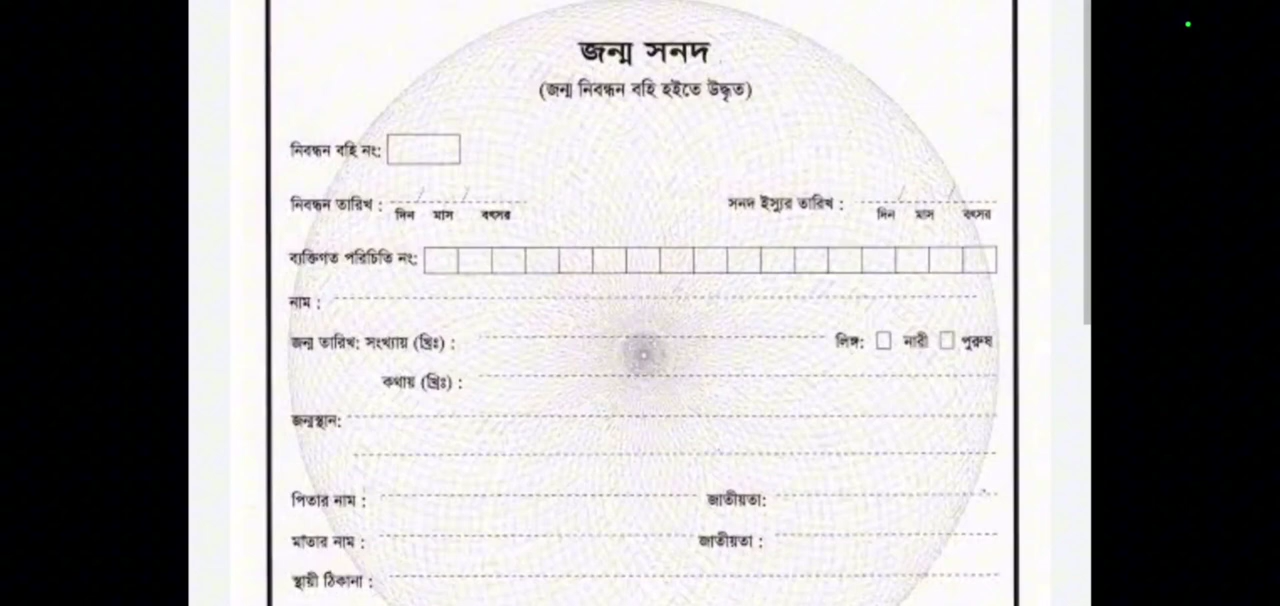 জন্ম সনদ
(জন্ম নিবন্ধন বহি হইতে উদ্ধৃত)
নিবন্ধন বহি নং:
নিবন্ধন তারিখ : / / সনদ ইস্যুর তারিখ : / /
দিন মাস বৎসর দিন মাস বৎসর
ব্যক্তিগত পরিচিতি নং:
নাম :
জন্ম তারিখ: সংখ্যায় (খ্রিঃ) : লিঙ্গ: নারী পুরুষ
কথায় (খ্রিঃ) :
জন্মস্থান:
পিতার নাম : জাতীয়তা:
মাতার নাম : জাতীয়তা :
স্থায়ী ঠিকানা :